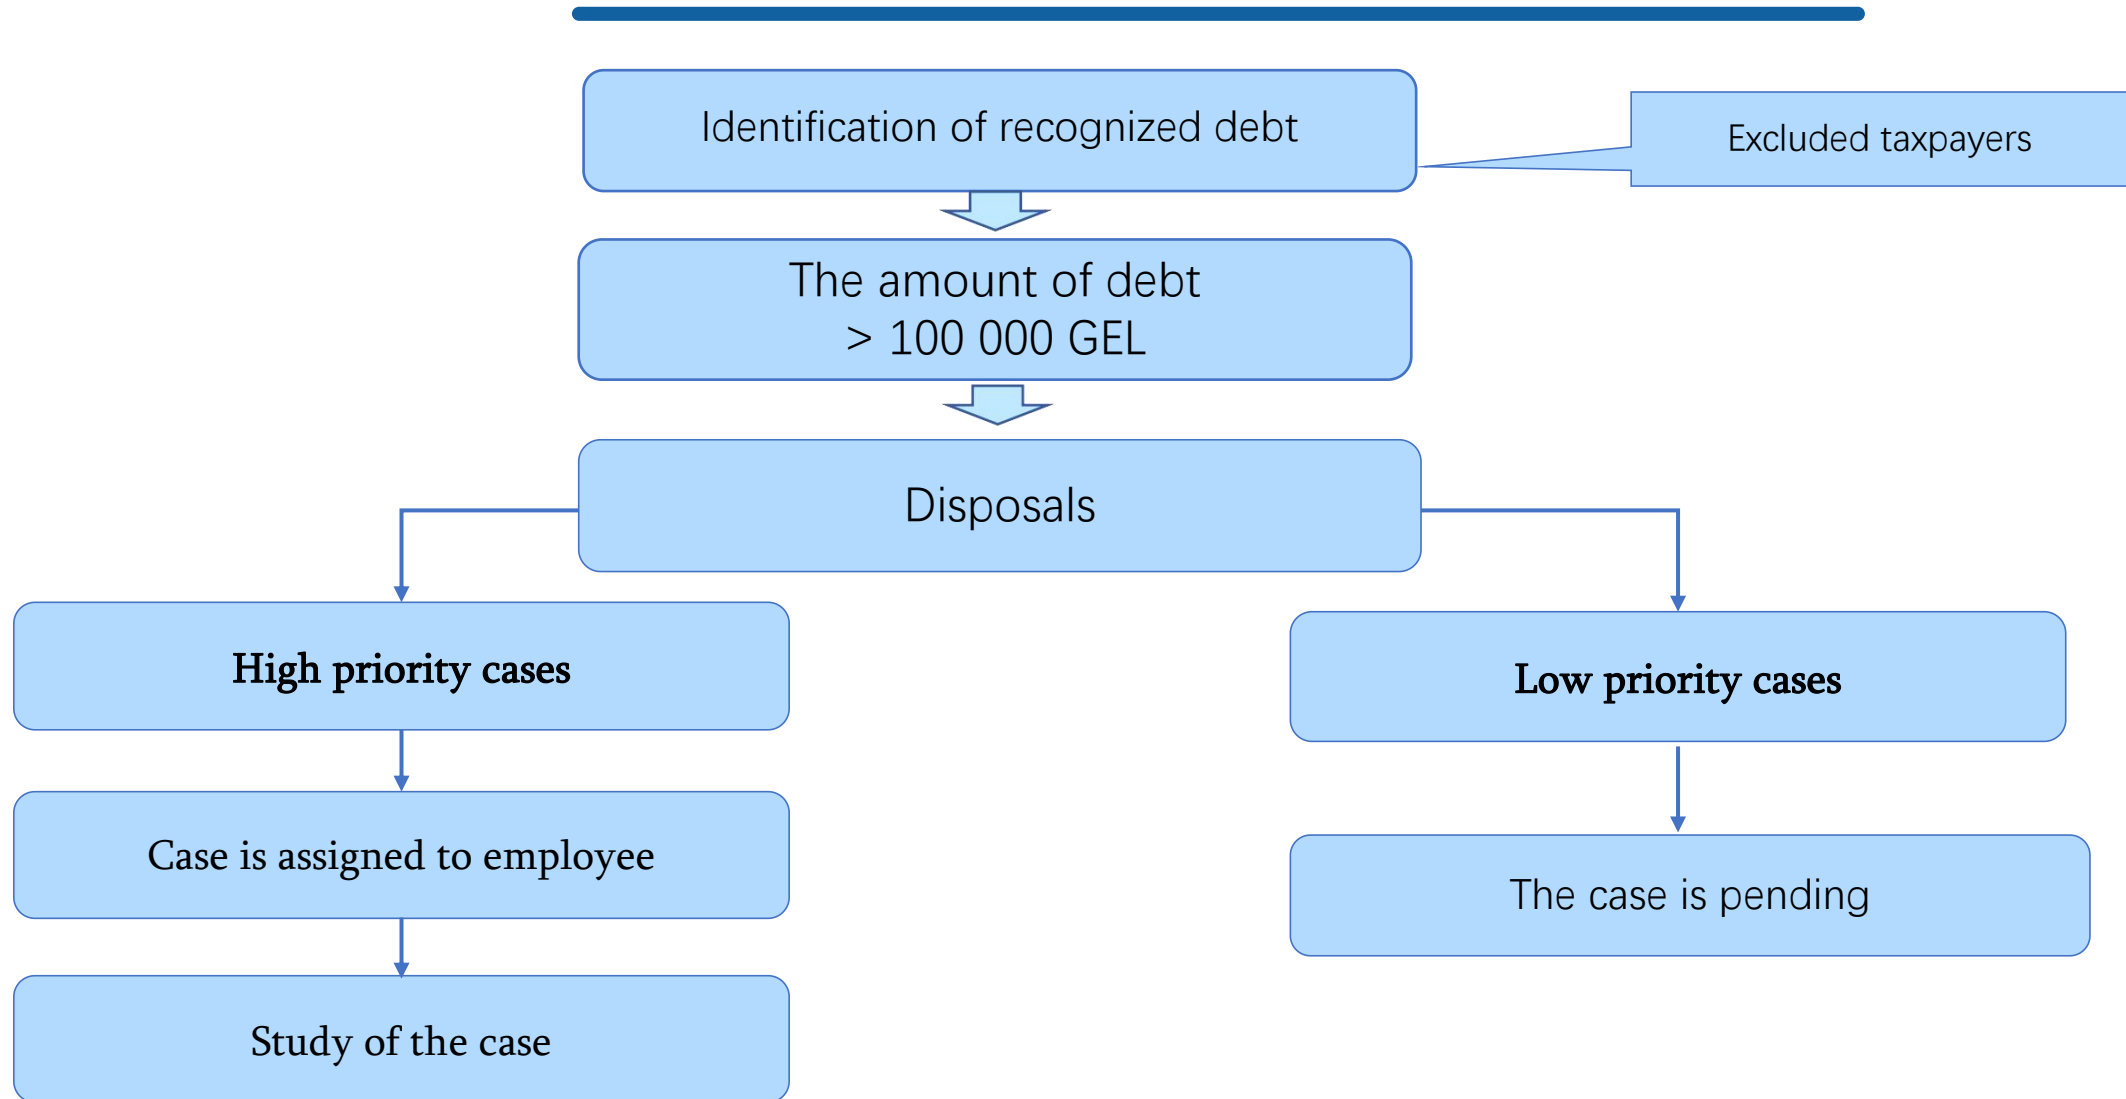 Identification of recognized debt
Excluded taxpayers
The amount of debt
> 100 000 GEL
Disposals
High priority cases
Low priority cases
Case is assigned to employee
The case is pending
Study of the case